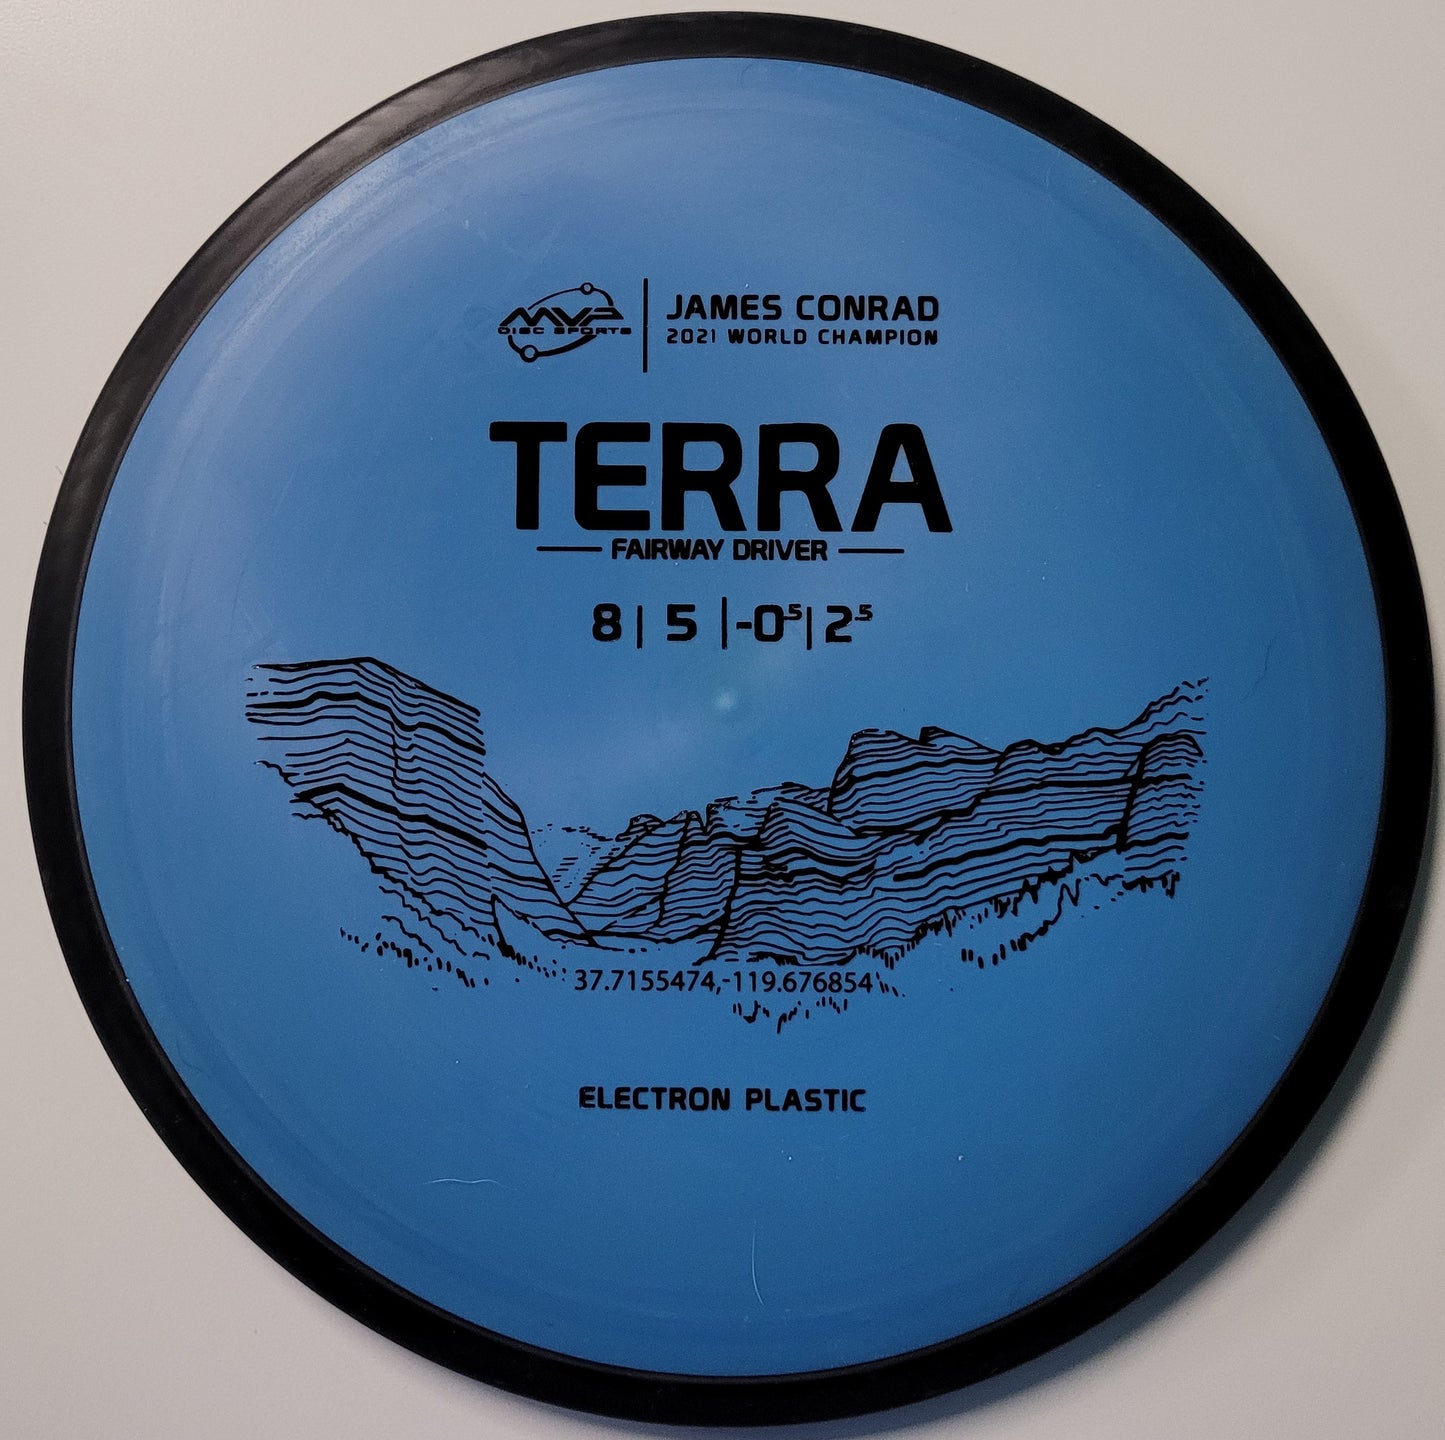 MVP
DISC SPORTS
JAMES CONRAD
2021 WORLD CHAMPION
TERRA
FAIRWAY DRIVER
8 | 5 | -0.5 | 2.5
37.7155474,-119.676854
ELECTRON PLASTIC